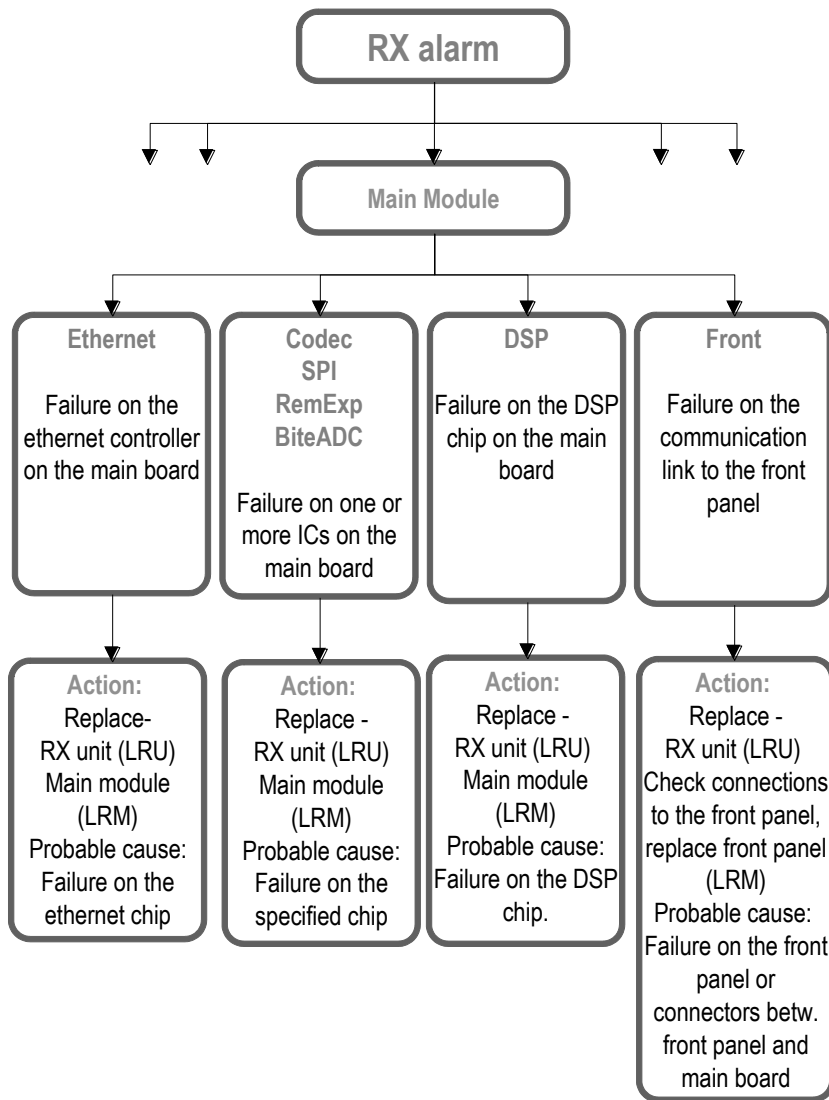 RX alarm
Main Module
Ethernet
Failure on the
ethernet controller
on the main board
Codec
SPI
RemExp
BiteADC
Failure on one or
more ICs on the
main board
DSP
Failure on the DSP
chip on the main
board
Front
Failure on the
communication
link to the front
panel
Action:
Replace-
RX unit (LRU)
Main module
(LRM)
Probable cause:
Failure on the
ethernet chip
Action:
Replace -
RX unit (LRU)
Main module
(LRM)
Probable cause:
Failure on the
specified chip
Action:
Replace -
RX unit (LRU)
Main module
(LRM)
Probable cause:
Failure on the DSP
chip.
Action:
Replace -
RX unit (LRU)
Check connections
to the front panel,
replace front panel
(LRM)
Probable cause:
Failure on the front
panel or
connectors betw.
front panel and
main board